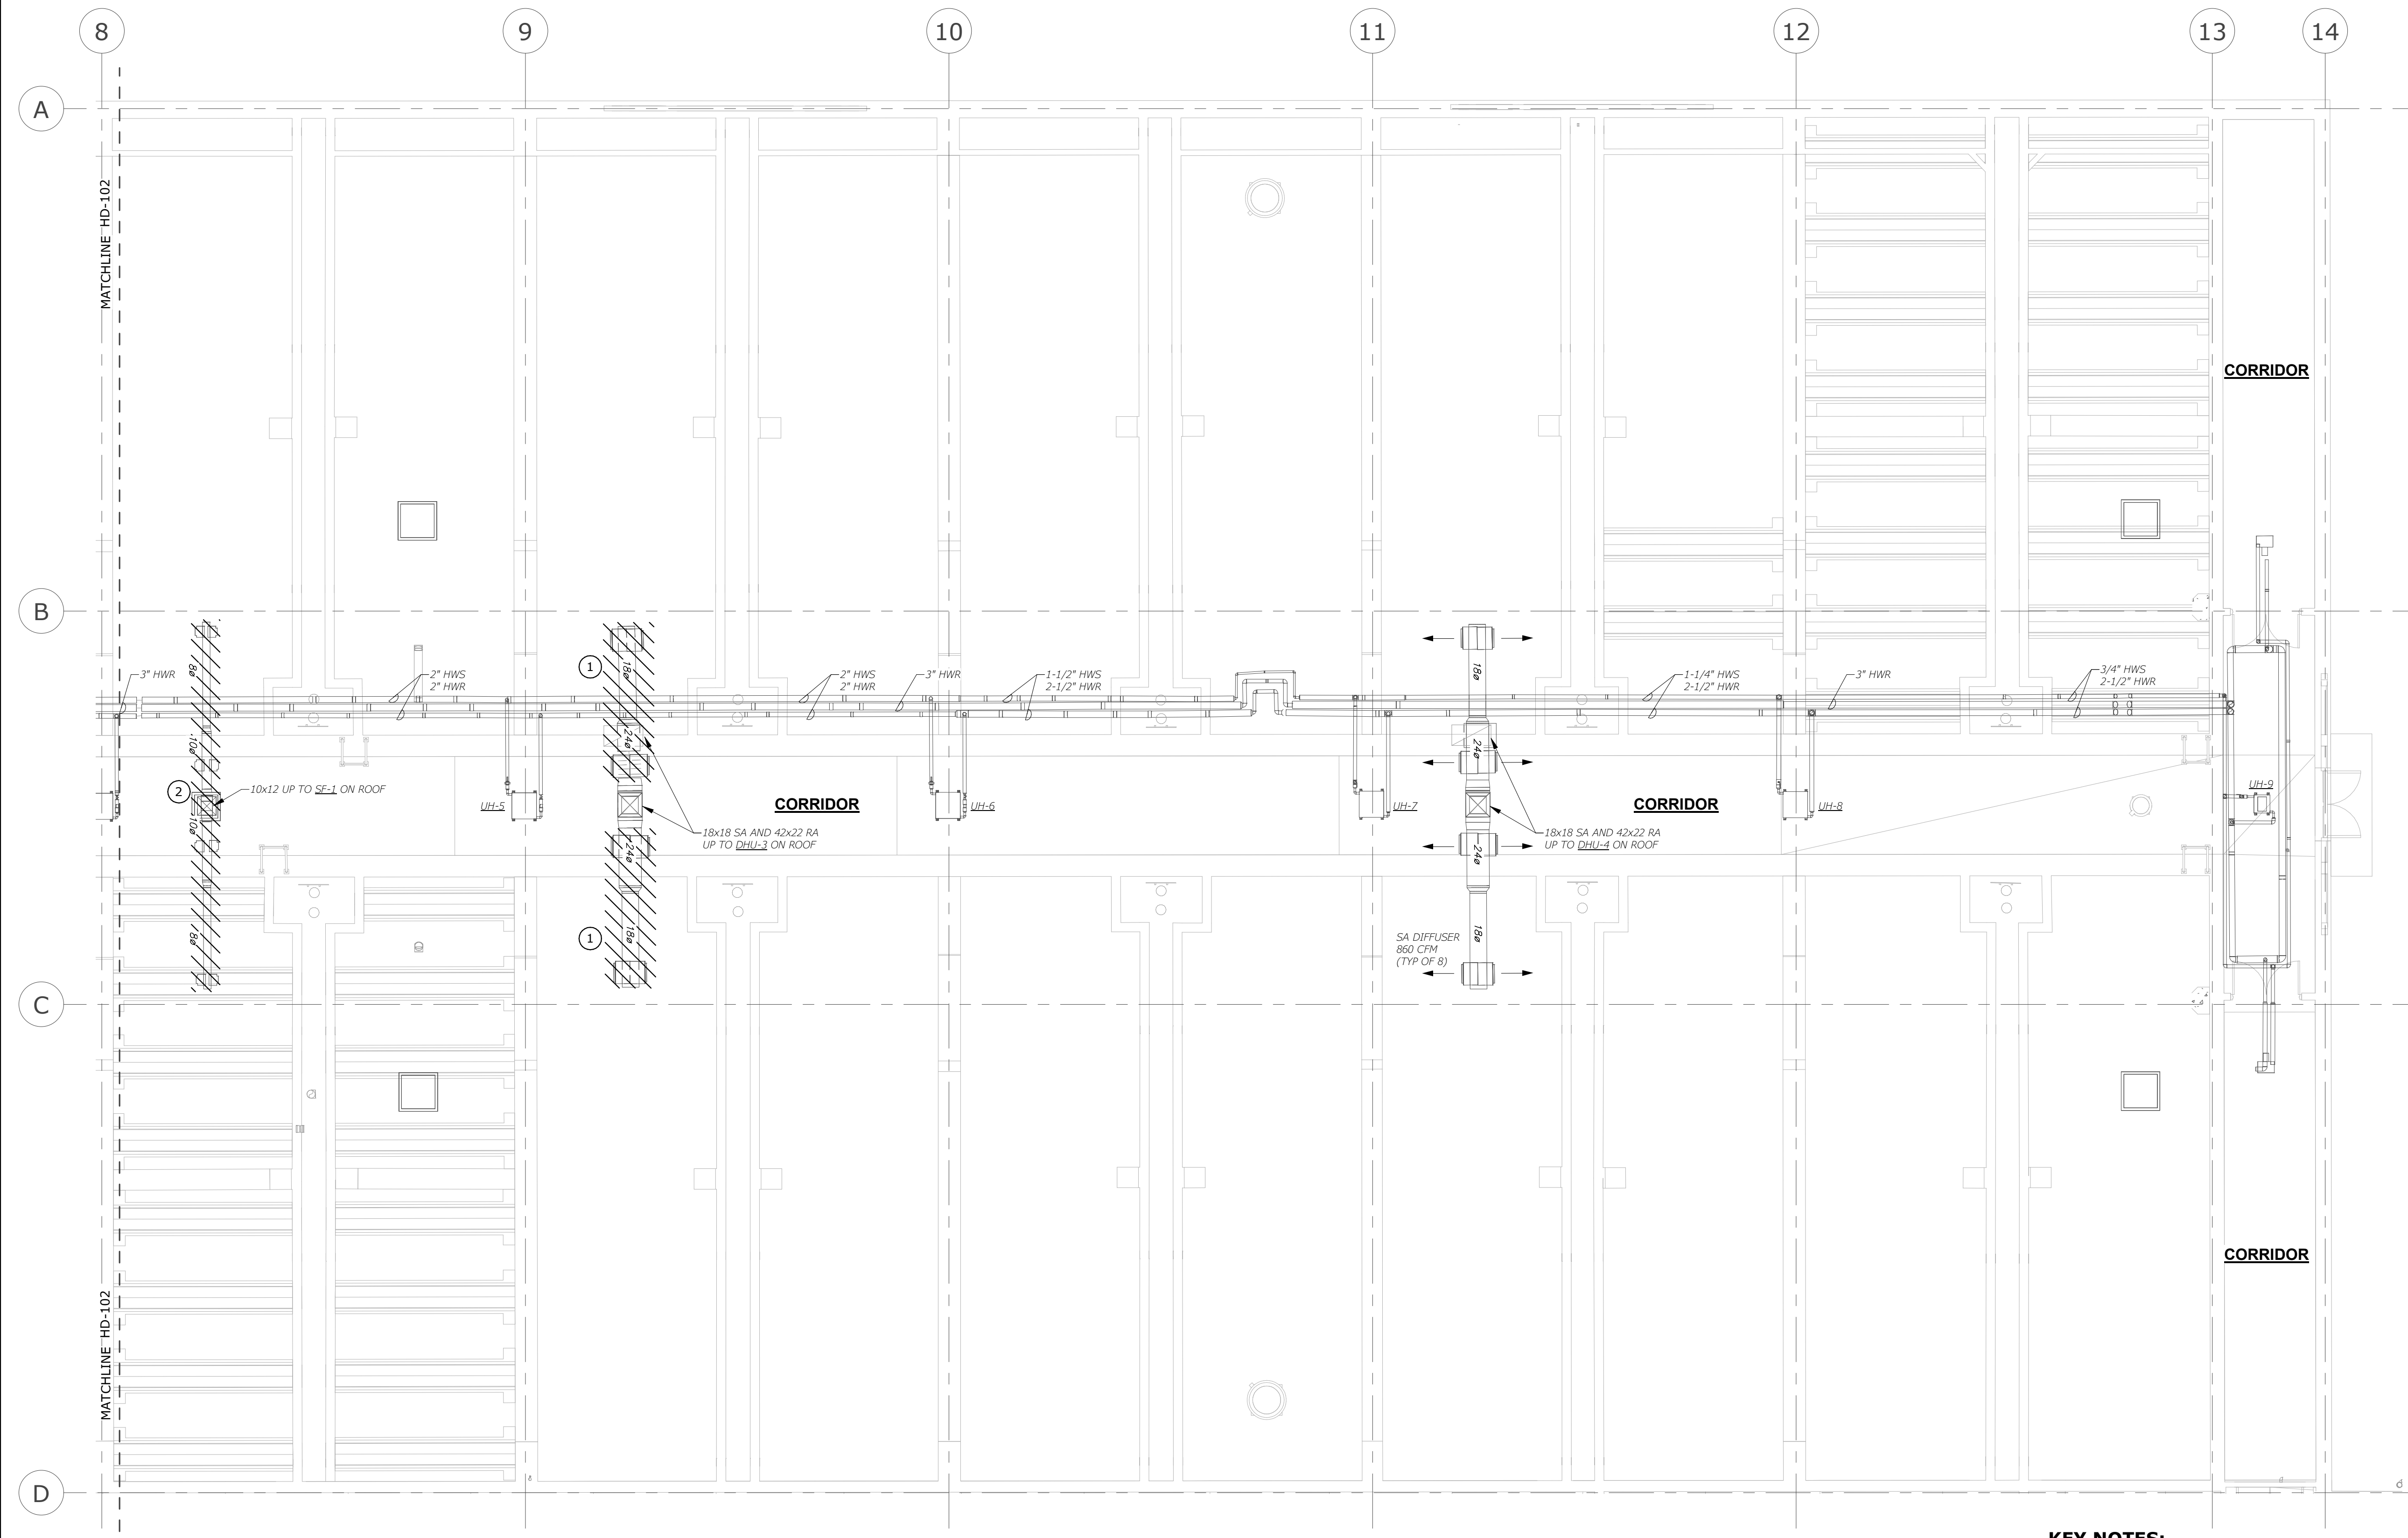 8
9
10
11
12
13
14
A
MATCHLINE HD-102
CORRIDOR
B
1
8ø
18ø
18ø
3" HWR
2" HWS
2" HWR
2" HWS
2" HWR
3" HWR
1-1/2" HWS
2-1/2" HWR
1-1/4" HWS
2-1/2" HWR
3" HWR
3/4" HWS
2-1/2" HWR
10ø
24ø
24ø
2
10x12 UP TO SF-1 ON ROOF
UH-5
CORRIDOR
UH-6
UH-7
CORRIDOR
UH-8
UH-9
10ø
24ø
24ø
18x18 SA AND 42x22 RA
UP TO DHU-3 ON ROOF
18x18 SA AND 42x22 RA
UP TO DHU-4 ON ROOF
8ø
1
18ø
18ø
SA DIFFUSER
860 CFM
(TYP OF 8)
C
CORRIDOR
MATCHLINE HD-102
D
KEY NOTES: